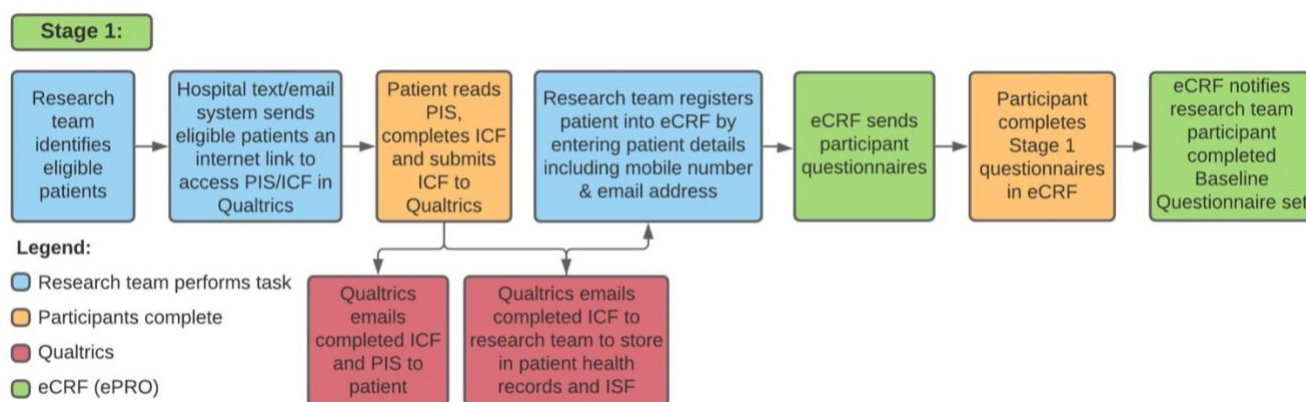 Stage 1:
Research
team
identifies
eligible
patients
Hospital text/email
system sends
eligible patients an
internet link to
access PIS/ICF in
Qualtrics
Patient reads
PIS,
completes ICF
and submits
ICF to
Qualtrics
Research team registers
patient into eCRF by
entering patient details
including mobile number
& email address
eCRF sends
participant
questionnaires
Participant
completes
Stage 1
questionnaires
in eCRF
eCRF notifies
research team
participant
completed
Baseline
Questionnaire set
Legend:
Research team performs task
Participants complete
Qualtrics
eCRF (ePRO)
Qualtrics
emails
completed ICF
and PIS to
patient
Qualtrics emails
completed ICF to
research team to store
in patient health
records and ISF